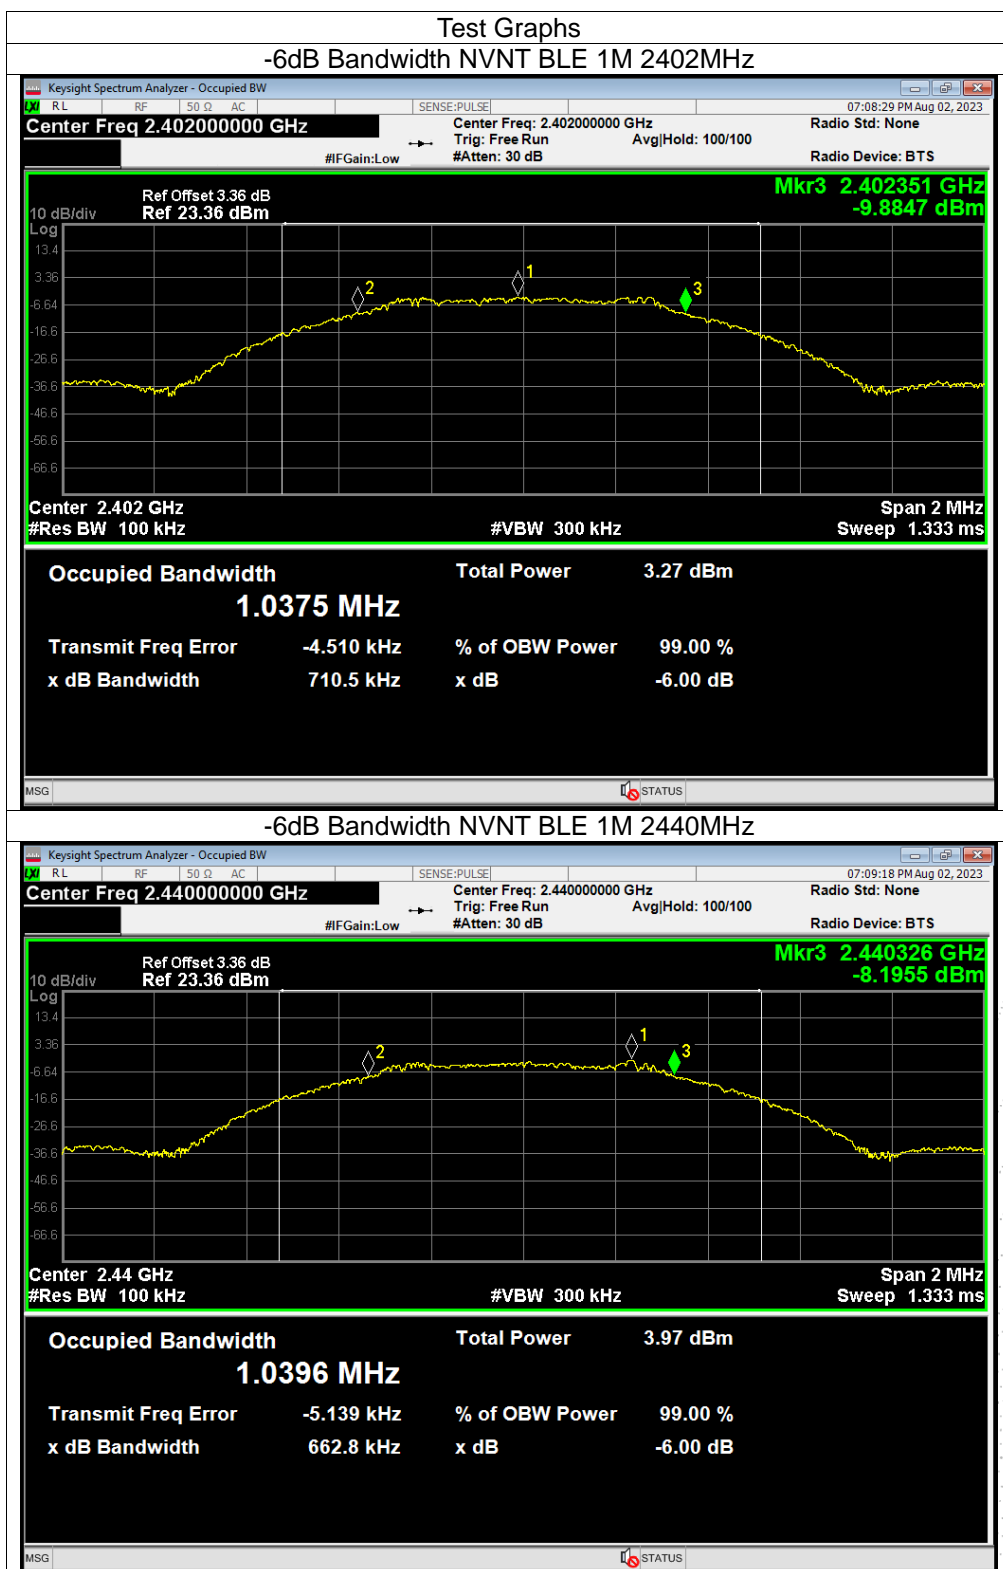 Test Graphs
-6dB Bandwidth NVNT BLE 1M 2402MHz
Keysight Spectrum Analyzer - Occupied BW
LXI RL RF 50 Ω AC SENSE:PULSE 07:08:29 PM Aug 02, 2023
Center Freq 2.402000000 GHz Center Freq: 2.402000000 GHz Radio Std: None
Trig: Free Run Avg|Hold: 100/100
#IFGain:Low #Atten: 30 dB Radio Device: BTS
Mkr3 2.402351 GHz
Ref Offset 3.36 dB
10 dB/div Ref 23.36 dBm -9.8847 dBm
Log
13.4
1
3.36
2 3
-6.64
-16.6
-26.6
-36.6
-46.6
-56.6
-66.6
Center 2.402 GHz Span 2 MHz
#Res BW 100 kHz #VBW 300 kHz Sweep 1.333 ms
Occupied Bandwidth Total Power 3.27 dBm
1.0375 MHz
Transmit Freq Error -4.510 kHz % of OBW Power 99.00 %
x dB Bandwidth 710.5 kHz x dB -6.00 dB
MSG STATUS
-6dB Bandwidth NVNT BLE 1M 2440MHz
Keysight Spectrum Analyzer - Occupied BW
LXI RL RF 50 Ω AC SENSE:PULSE 07:09:18 PM Aug 02, 2023
Center Freq 2.440000000 GHz Center Freq: 2.440000000 GHz Radio Std: None
Trig: Free Run Avg|Hold: 100/100
#IFGain:Low #Atten: 30 dB Radio Device: BTS
Mkr3 2.440326 GHz
Ref Offset 3.36 dB
10 dB/div Ref 23.36 dBm -8.1955 dBm
Log
13.4
1
3.36
2 3
-6.64
-16.6
-26.6
-36.6
-46.6
-56.6
-66.6
Center 2.44 GHz Span 2 MHz
#Res BW 100 kHz #VBW 300 kHz Sweep 1.333 ms
Occupied Bandwidth Total Power 3.97 dBm
1.0396 MHz
Transmit Freq Error -5.139 kHz % of OBW Power 99.00 %
x dB Bandwidth 662.8 kHz x dB -6.00 dB
MSG STATUS